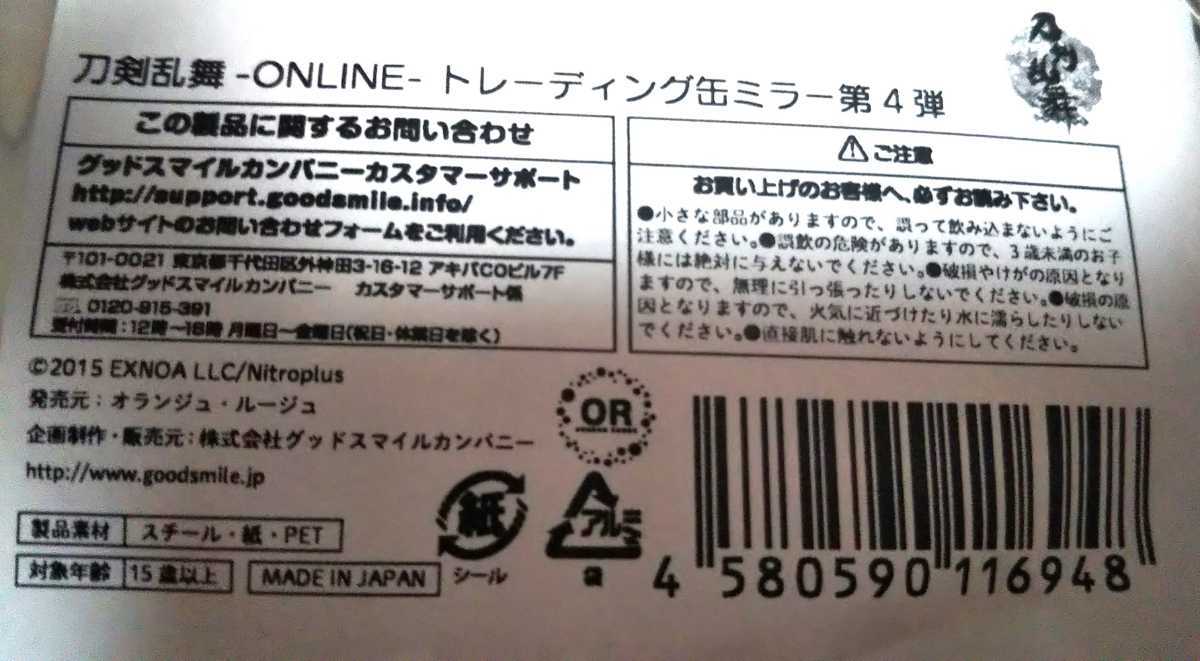 刀剣乱舞
刀剣乱舞 -ONLINE- トレーディング缶ミラー第4弾
この製品に関するお問い合わせ
グッドスマイルカンパニーカスタマーサポート
http://support.goodsmile.info/
webサイトのお問い合わせフォームをご利用ください。
〒101-0021 東京都千代田区外神田3-16-12 アキバCOビル7F
株式会社グッドスマイルカンパニー カスタマーサポート係
0120-915-391
受付時間:12時〜16時 月曜日〜金曜日(祝日・休業日を除く)
⚠ご注意
お買い上げのお客様へ、必ずお読み下さい。
●小さな部品がありますので、誤って飲み込まないようにご
注意ください。●誤飲の危険がありますので、3歳未満のお子
様には絶対に与えないでください。●破損やけがの原因となり
ますので、無理に引っ張ったりしないでください。●破損の原
因となりますので、火気に近づけたり水に濡らしたりしない
でください。●直接肌に触れないようにしてください。
©2015 EXNOA LLC/Nitroplus
発売元:オランジュ・ルージュ
企画制作・販売元:株式会社グッドスマイルカンパニー
http://www.goodsmile.jp
OR
製品素材 スチール・紙・PET
対象年齢 15歳以上 MADE IN JAPAN
紙
シール
アルミ
袋
4 580590 116948